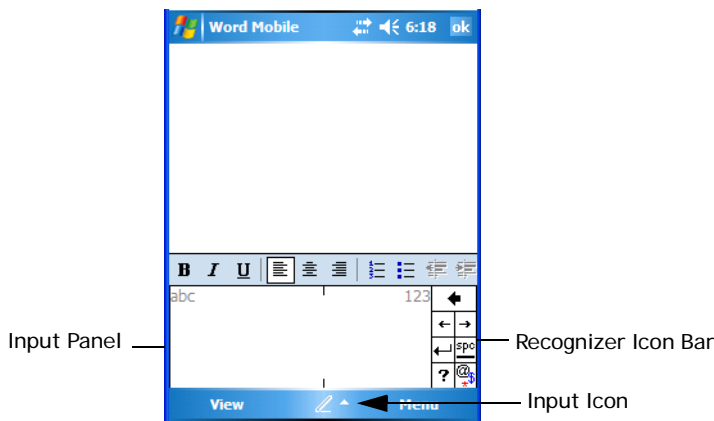 Word Mobile 6:18 ok
B I U
abc 123
Input Panel
Recognizer Icon Bar
spc
? @$*
View Menu
Input Icon